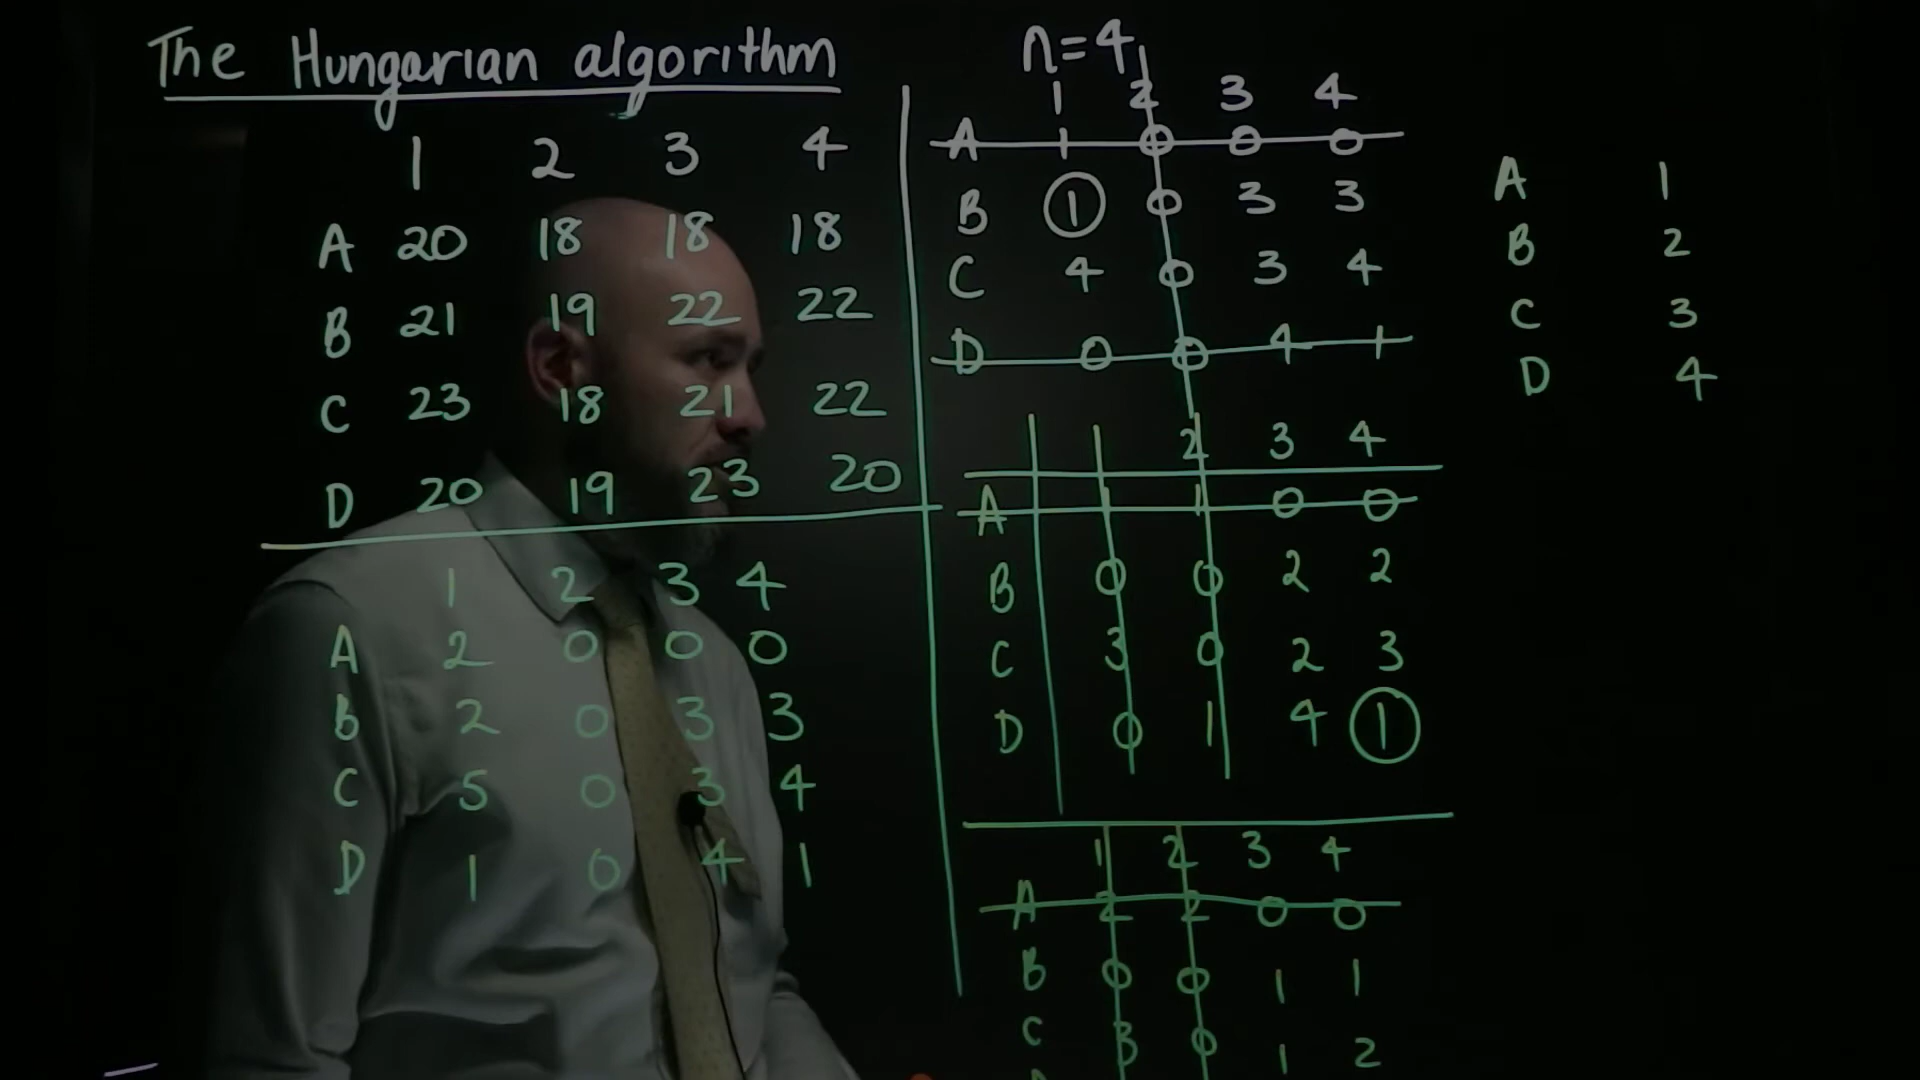 The Hungarian algorithm
1 2 3 4
A 20 18 18 18
B 21 19 22 22
C 23 18 21 22
D 20 19 23 20
1 2 3 4
A 2 0 0 0
B 2 0 3 3
C 5 0 3 4
D 1 0 4 1
n=4
1 2 3 4
A 1 0 0 0
B 1 0 3 3
C 4 0 3 4
D 0 0 4 1
2 3 4
A 1 1 0 0
B 0 0 2 2
C 3 0 2 3
D 0 1 4 1
1 2 3 4
A 2 2 0 0
B 0 0 1 1
C 3 0 1 2
A 1
B 2
C 3
D 4